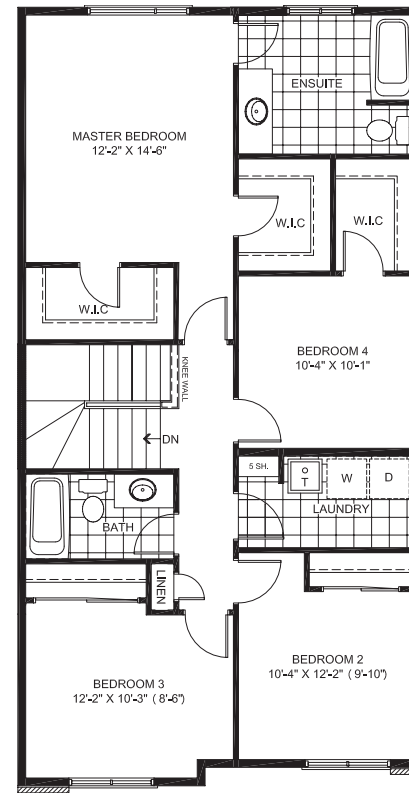 ENSUITE
MASTER BEDROOM
12'-2" X 14'-6"
W.I.C
W.I.C
W.I.C
KNEE WALL
BEDROOM 4
10'-4" X 10'-1"
DN
5 SH.
T
W
D
LAUNDRY
BATH
LINEN
BEDROOM 2
10'-4" X 12'-2" ( 9'-10")
BEDROOM 3
12'-2" X 10'-3" ( 8'-6")